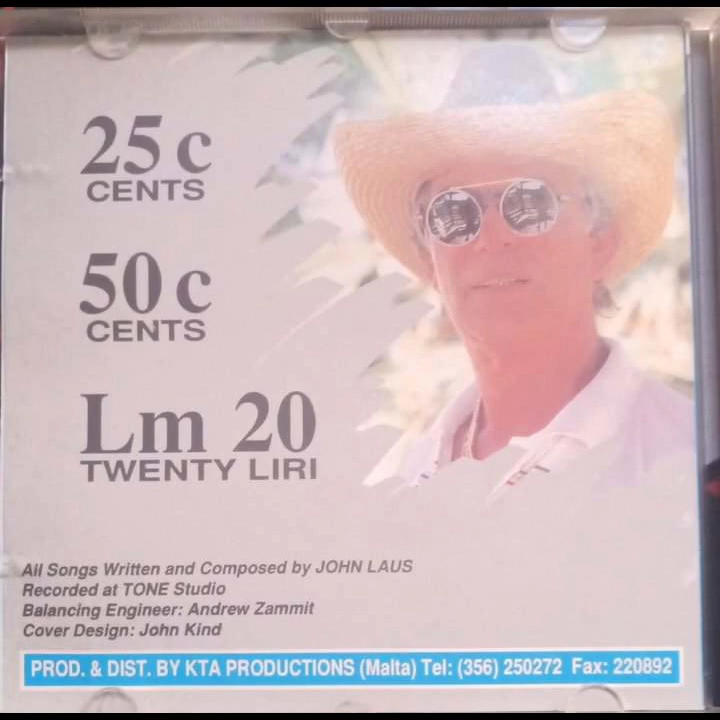 25 c
CENTS
50 c
CENTS
Lm 20
TWENTY LIRI
All Songs Written and Composed by JOHN LAUS
Recorded at TONE Studio
Balancing Engineer: Andrew Zammit
Cover Design: John Kind
PROD. & DIST. BY KTA PRODUCTIONS (Malta) Tel: (356) 250272 Fax: 220892